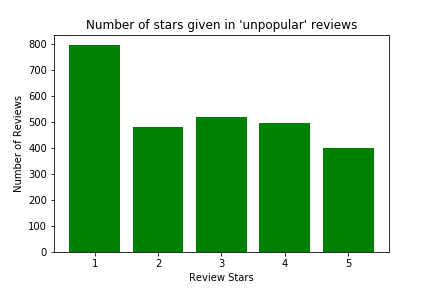 Number of stars given in 'unpopular' reviews
800
700
600
500
400
300
200
100
0
Number of Reviews
1 2 3 4 5
Review Stars